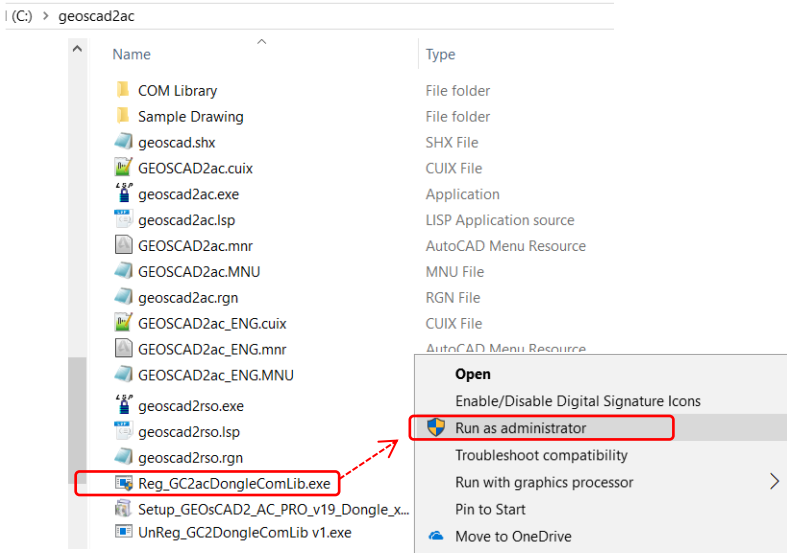 (C:) > geoscad2ac
Name Type
COM Library File folder
Sample Drawing File folder
geoscad.shx SHX File
GEOSCAD2ac.cuix CUIX File
geoscad2ac.exe Application
geoscad2ac.lsp LISP Application source
GEOSCAD2ac.mnr AutoCAD Menu Resource
GEOSCAD2ac.MNU MNU File
geoscad2ac.rgn RGN File
GEOSCAD2ac_ENG.cuix CUIX File
GEOSCAD2ac_ENG.mnr AutoCAD Menu Resource
GEOSCAD2ac_ENG.MNU
geoscad2rso.exe
geoscad2rso.lsp
geoscad2rso.rgn
Reg_GC2acDongleComLib.exe
Setup_GEOsCAD2_AC_PRO_v19_Dongle_x...
UnReg_GC2DongleComLib v1.exe
Open
Enable/Disable Digital Signature Icons
Run as administrator
Troubleshoot compatibility
Run with graphics processor
Pin to Start
Move to OneDrive